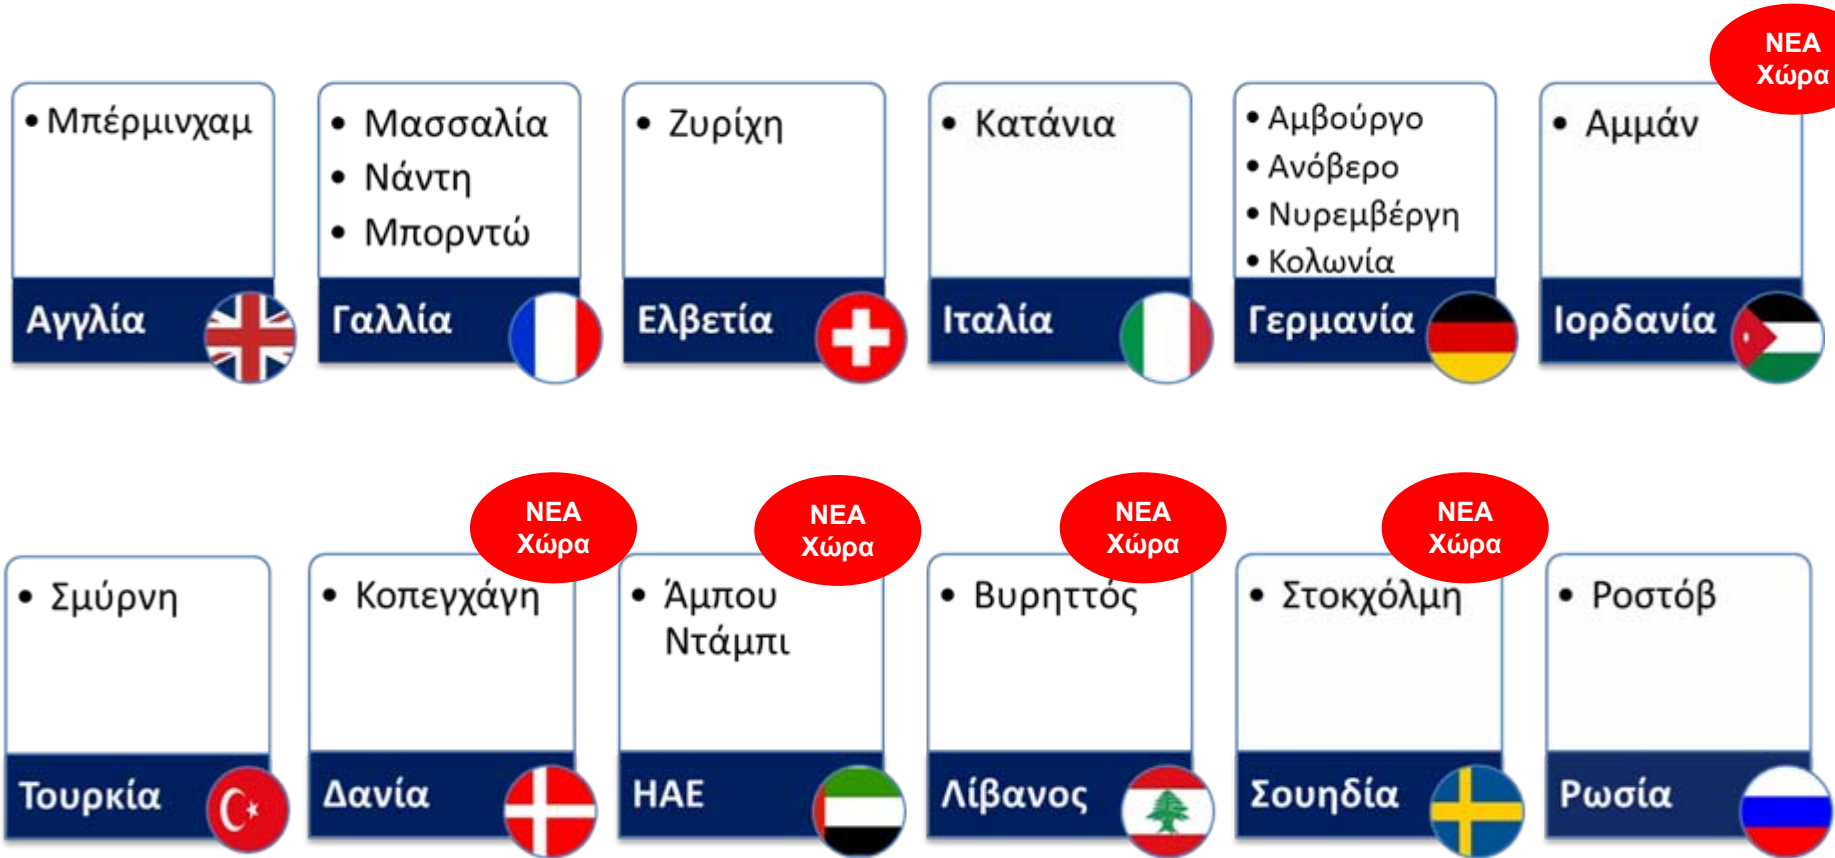 ΝΕΑ
Χώρα
• Μπέρμινχαμ
Αγγλία
• Μασσαλία
• Νάντη
• Μπορντώ
Γαλλία
• Ζυρίχη
Ελβετία
• Κατάνια
Ιταλία
• Αμβούργο
• Ανόβερο
• Νυρεμβέργη
• Κολωνία
Γερμανία
• Αμμάν
Ιορδανία
• Σμύρνη
Τουρκία
ΝΕΑ
Χώρα
• Κοπεγχάγη
Δανία
ΝΕΑ
Χώρα
• Άμπου
Ντάμπι
ΗΑΕ
ΝΕΑ
Χώρα
• Βυρηττός
Λίβανος
ΝΕΑ
Χώρα
• Στοκχόλμη
Σουηδία
• Ροστόβ
Ρωσία